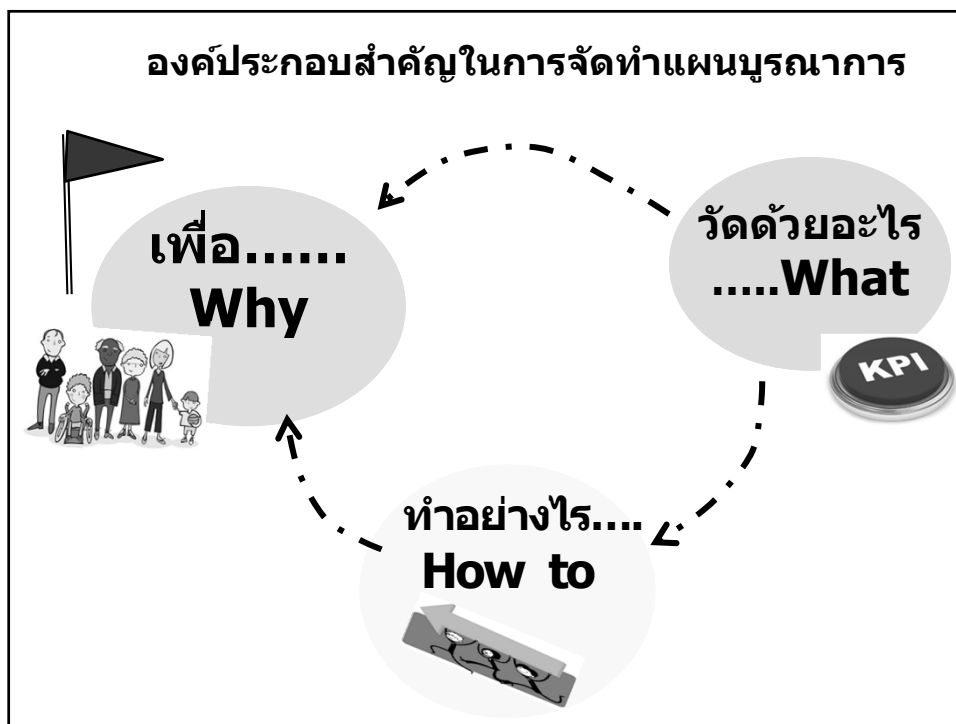 องค์ประกอบสำคัญในการจัดทำแผนบูรณาการ
เพื่อ......
Why
วัดด้วยอะไร
.....What
KPI
ทำอย่างไร....
How to